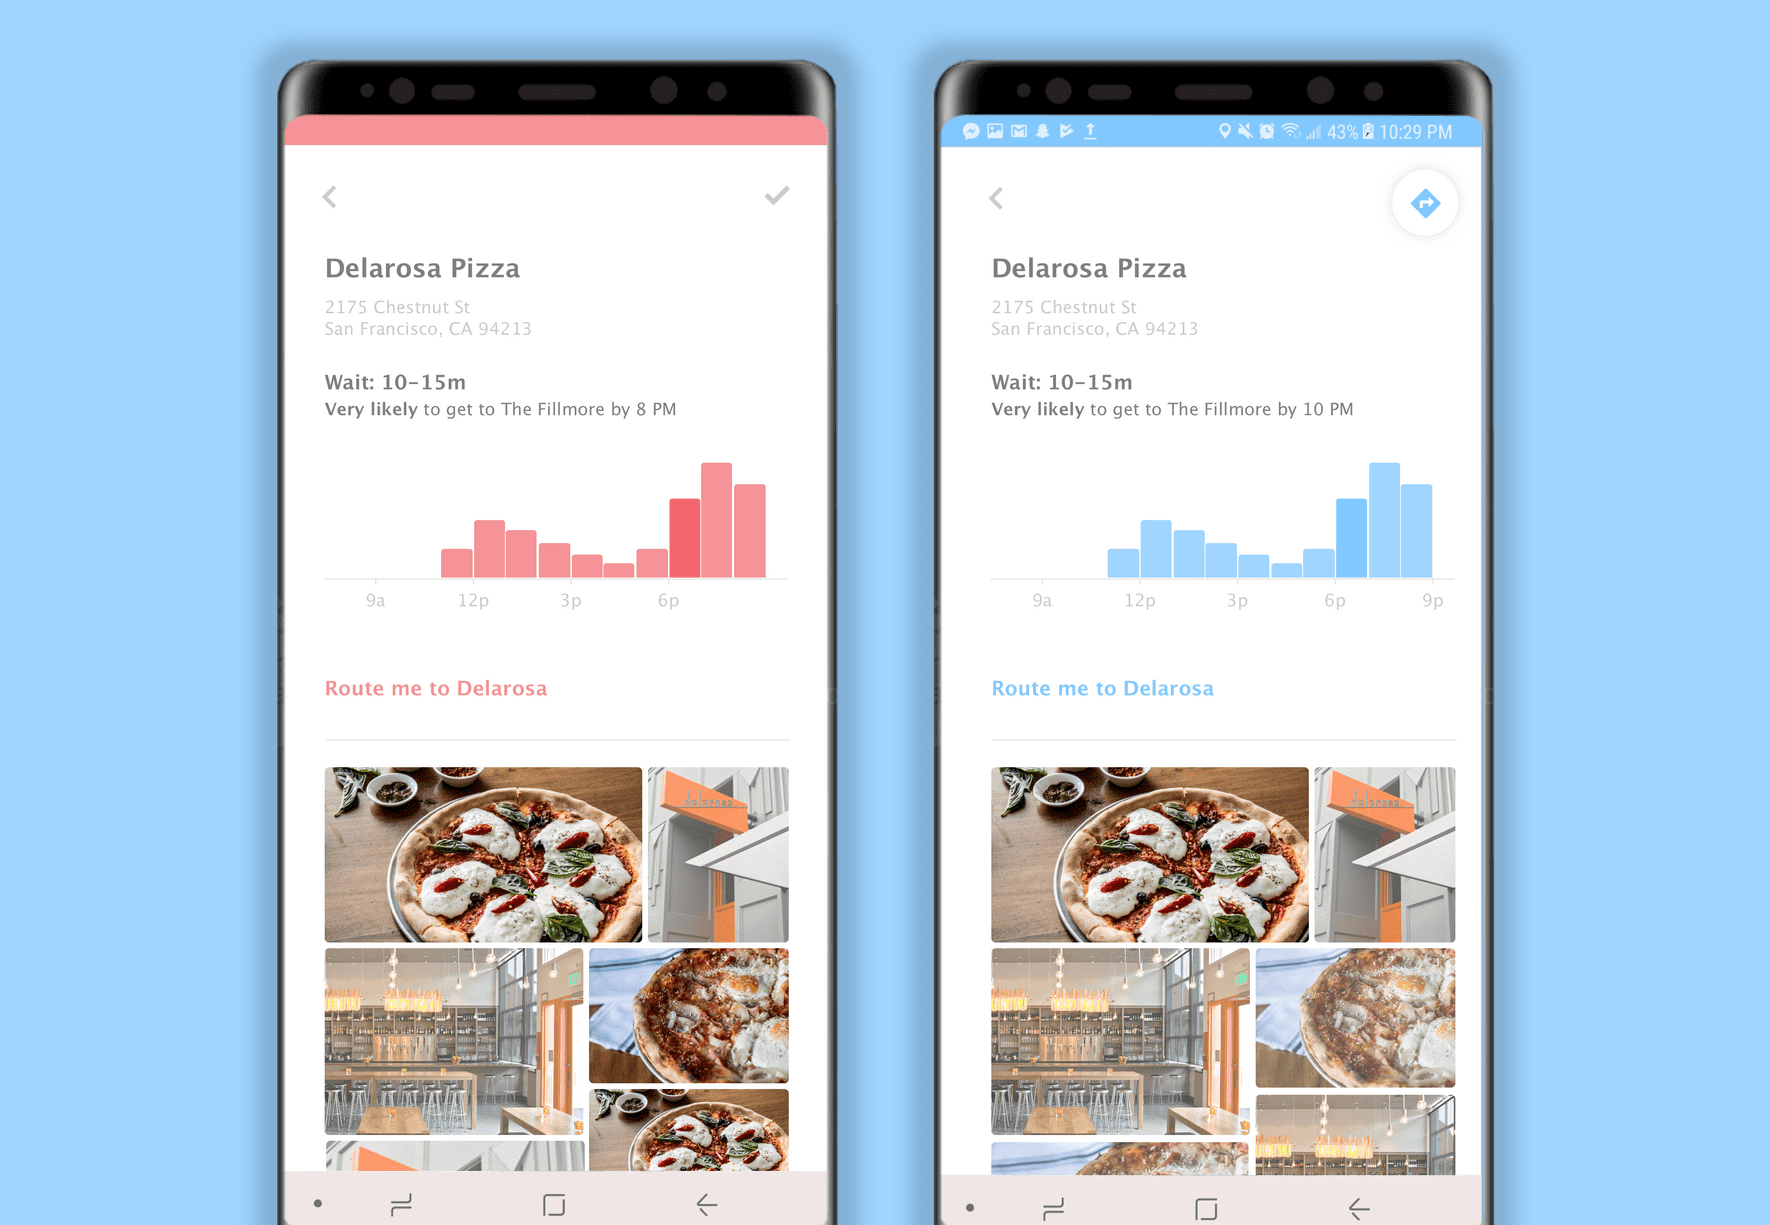 Delarosa Pizza
2175 Chestnut St
San Francisco, CA 94213
Wait: 10-15m
Very likely to get to The Fillmore by 8 PM
9a 12p 3p 6p
Route me to Delarosa
delarosa
43% 10:29 PM
Delarosa Pizza
2175 Chestnut St
San Francisco, CA 94213
Wait: 10-15m
Very likely to get to The Fillmore by 10 PM
9a 12p 3p 6p 9p
Route me to Delarosa
delarosa